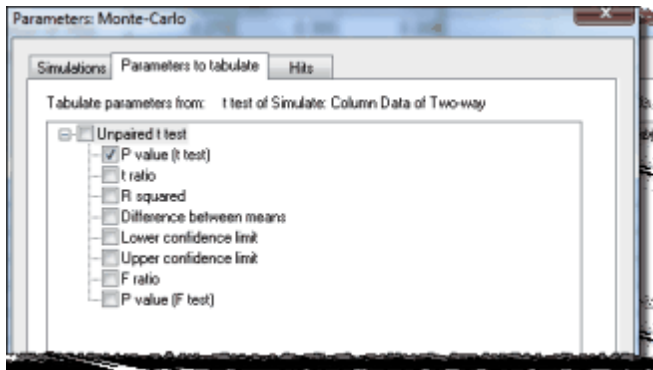 Parameters: Monte-Carlo
Simulations Parameters to tabulate Hits
Tabulate parameters from: t test of Simulate: Column Data of Two-way
Unpaired t test
P value (t test)
t ratio
R squared
Difference between means
Lower confidence limit
Upper confidence limit
F ratio
P value (F test)